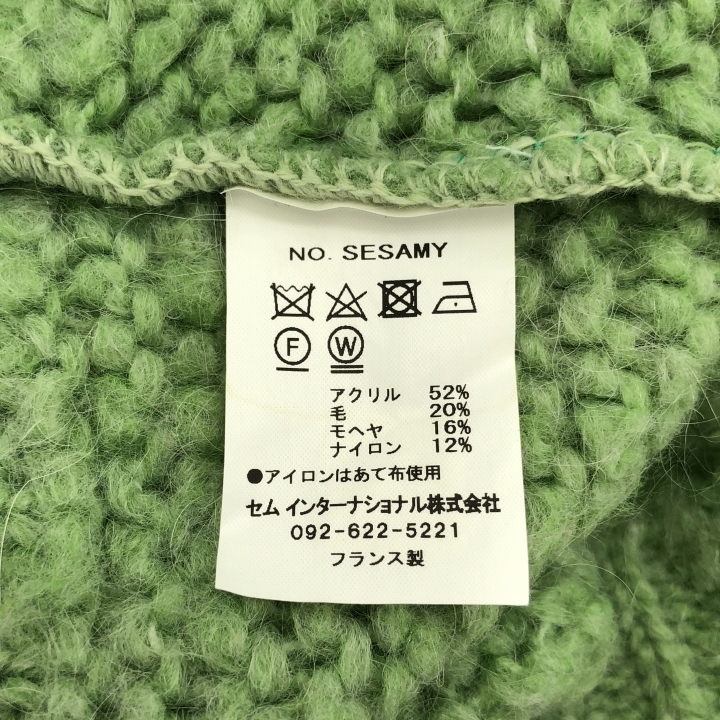 NO. SESAMY
F W
アクリル 52%
毛 20%
モヘヤ 16%
ナイロン 12%
●アイロンはあて布使用
セム インターナショナル株式会社
092-622-5221
フランス製